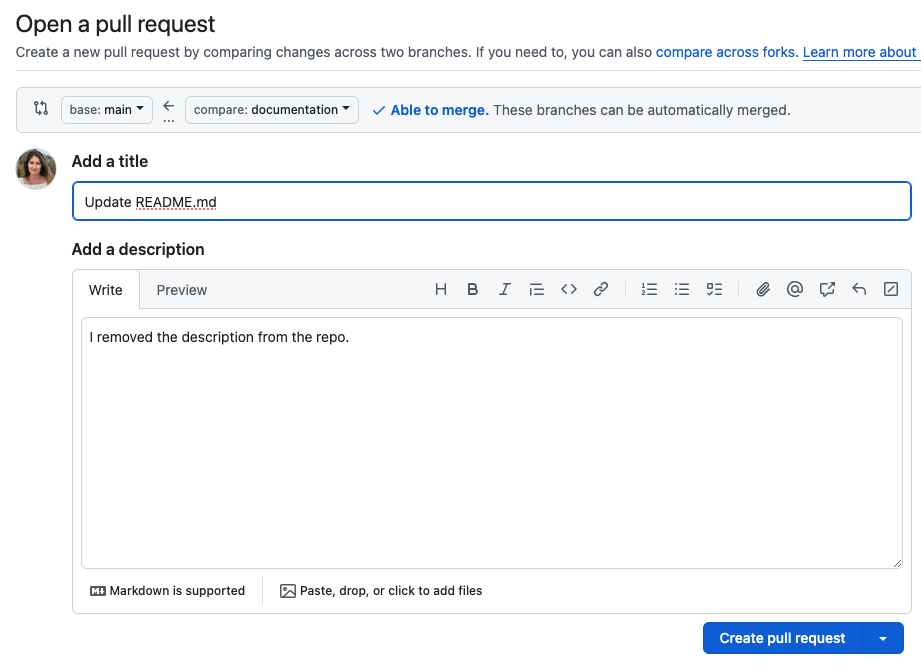 Open a pull request
Create a new pull request by comparing changes across two branches. If you need to, you can also compare across forks. Learn more about
base: main compare: documentation Able to merge. These branches can be automatically merged.
Add a title
Update README.md
Add a description
Write Preview
I removed the description from the repo.
Markdown is supported Paste, drop, or click to add files
Create pull request